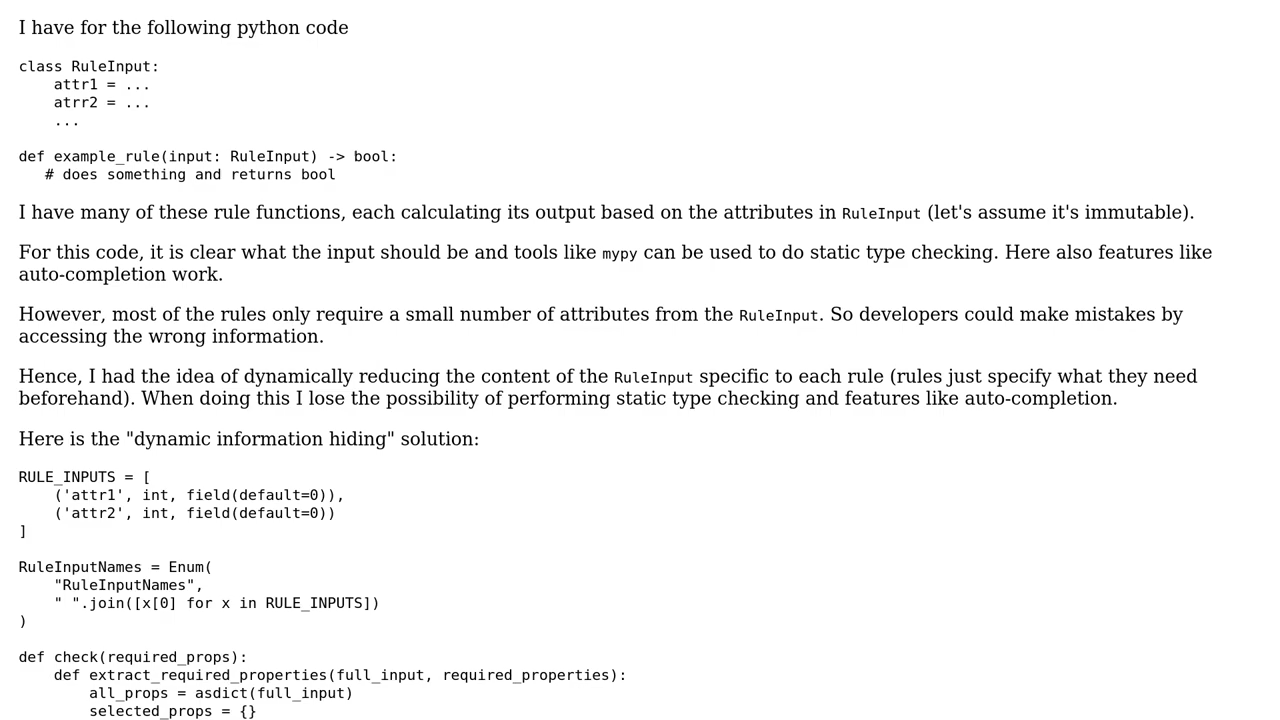 I have for the following python code
class RuleInput:
    attr1 = ...
    atrr2 = ...
    ...
def example_rule(input: RuleInput) -> bool:
   # does something and returns bool
I have many of these rule functions, each calculating its output based on the attributes in RuleInput (let's assume it's immutable).
For this code, it is clear what the input should be and tools like mypy can be used to do static type checking. Here also features like
auto-completion work.
However, most of the rules only require a small number of attributes from the RuleInput. So developers could make mistakes by
accessing the wrong information.
Hence, I had the idea of dynamically reducing the content of the RuleInput specific to each rule (rules just specify what they need
beforehand). When doing this I lose the possibility of performing static type checking and features like auto-completion.
Here is the "dynamic information hiding" solution:
RULE_INPUTS = [
    ('attr1', int, field(default=0)),
    ('attr2', int, field(default=0))
]
RuleInputNames = Enum(
    "RuleInputNames",
    " ".join([x[0] for x in RULE_INPUTS])
)
def check(required_props):
    def extract_required_properties(full_input, required_properties):
        all_props = asdict(full_input)
        selected_props = {}